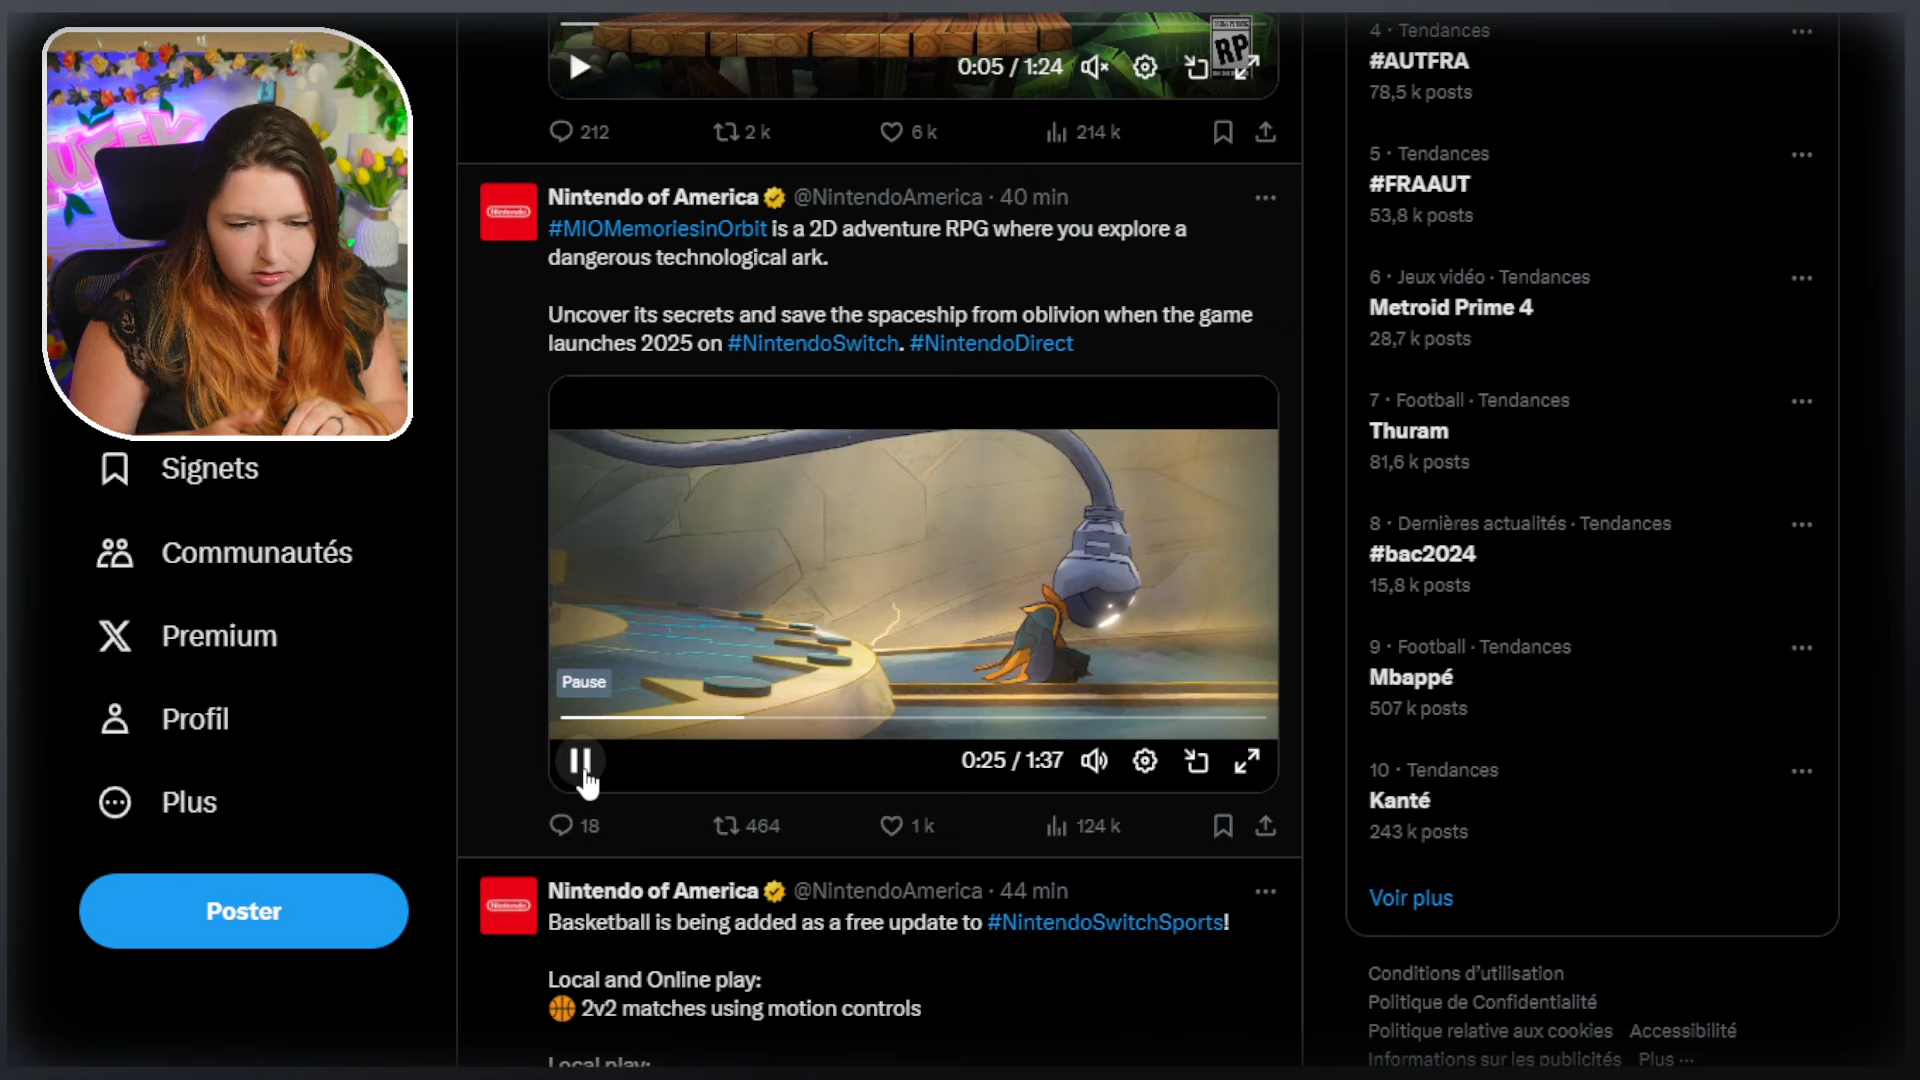 RP
0:05 / 1:24
212
2 k
6 k
214 k
Nintendo
Nintendo of America @NintendoAmerica · 40 min
#MIOMemoriesinOrbit is a 2D adventure RPG where you explore a
dangerous technological ark.
Uncover its secrets and save the spaceship from oblivion when the game
launches 2025 on #NintendoSwitch. #NintendoDirect
Pause
0:25 / 1:37
18
464
1 k
124 k
Nintendo
Nintendo of America @NintendoAmerica · 44 min
Basketball is being added as a free update to #NintendoSwitchSports!
Local and Online play:
🏀 2v2 matches using motion controls
Local play:
Signets
Communautés
Premium
Profil
Plus
Poster
4 · Tendances
#AUTFRA
78,5 k posts
5 · Tendances
#FRAAUT
53,8 k posts
6 · Jeux vidéo · Tendances
Metroid Prime 4
28,7 k posts
7 · Football · Tendances
Thuram
81,6 k posts
8 · Dernières actualités · Tendances
#bac2024
15,8 k posts
9 · Football · Tendances
Mbappé
507 k posts
10 · Tendances
Kanté
243 k posts
Voir plus
Conditions d'utilisation
Politique de Confidentialité
Politique relative aux cookies Accessibilité
Informations sur les publicités Plus ···